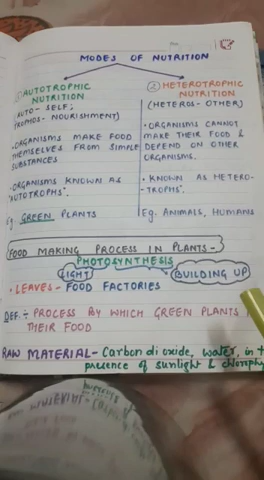 MODES OF NUTRITION
① AUTOTROPHIC
NUTRITION
AUTO - SELF;
TROPHOS - NOURISHMENT)
• ORGANISMS MAKE FOOD
THEMSELVES FROM SIMPLE
SUBSTANCES
• ORGANISMS KNOWN AS
"AUTOTROPHS".
Eg. GREEN PLANTS
② HETEROTROPHIC
NUTRITION
(HETEROS - OTHER)
• ORGANISMS CANNOT
MAKE THEIR FOOD &
DEPEND ON OTHER
ORGANISMS.
• KNOWN AS HETERO-
TROPHS".
Eg. ANIMALS, HUMANS
FOOD MAKING PROCESS IN PLANTS -
PHOTOSYNTHESIS
LIGHT
BUILDING UP
• LEAVES - FOOD FACTORIES
DEF. :- PROCESS BY WHICH GREEN PLANTS
THEIR FOOD
RAW MATERIAL - Carbon di oxide, water, in
presence of sunlight &